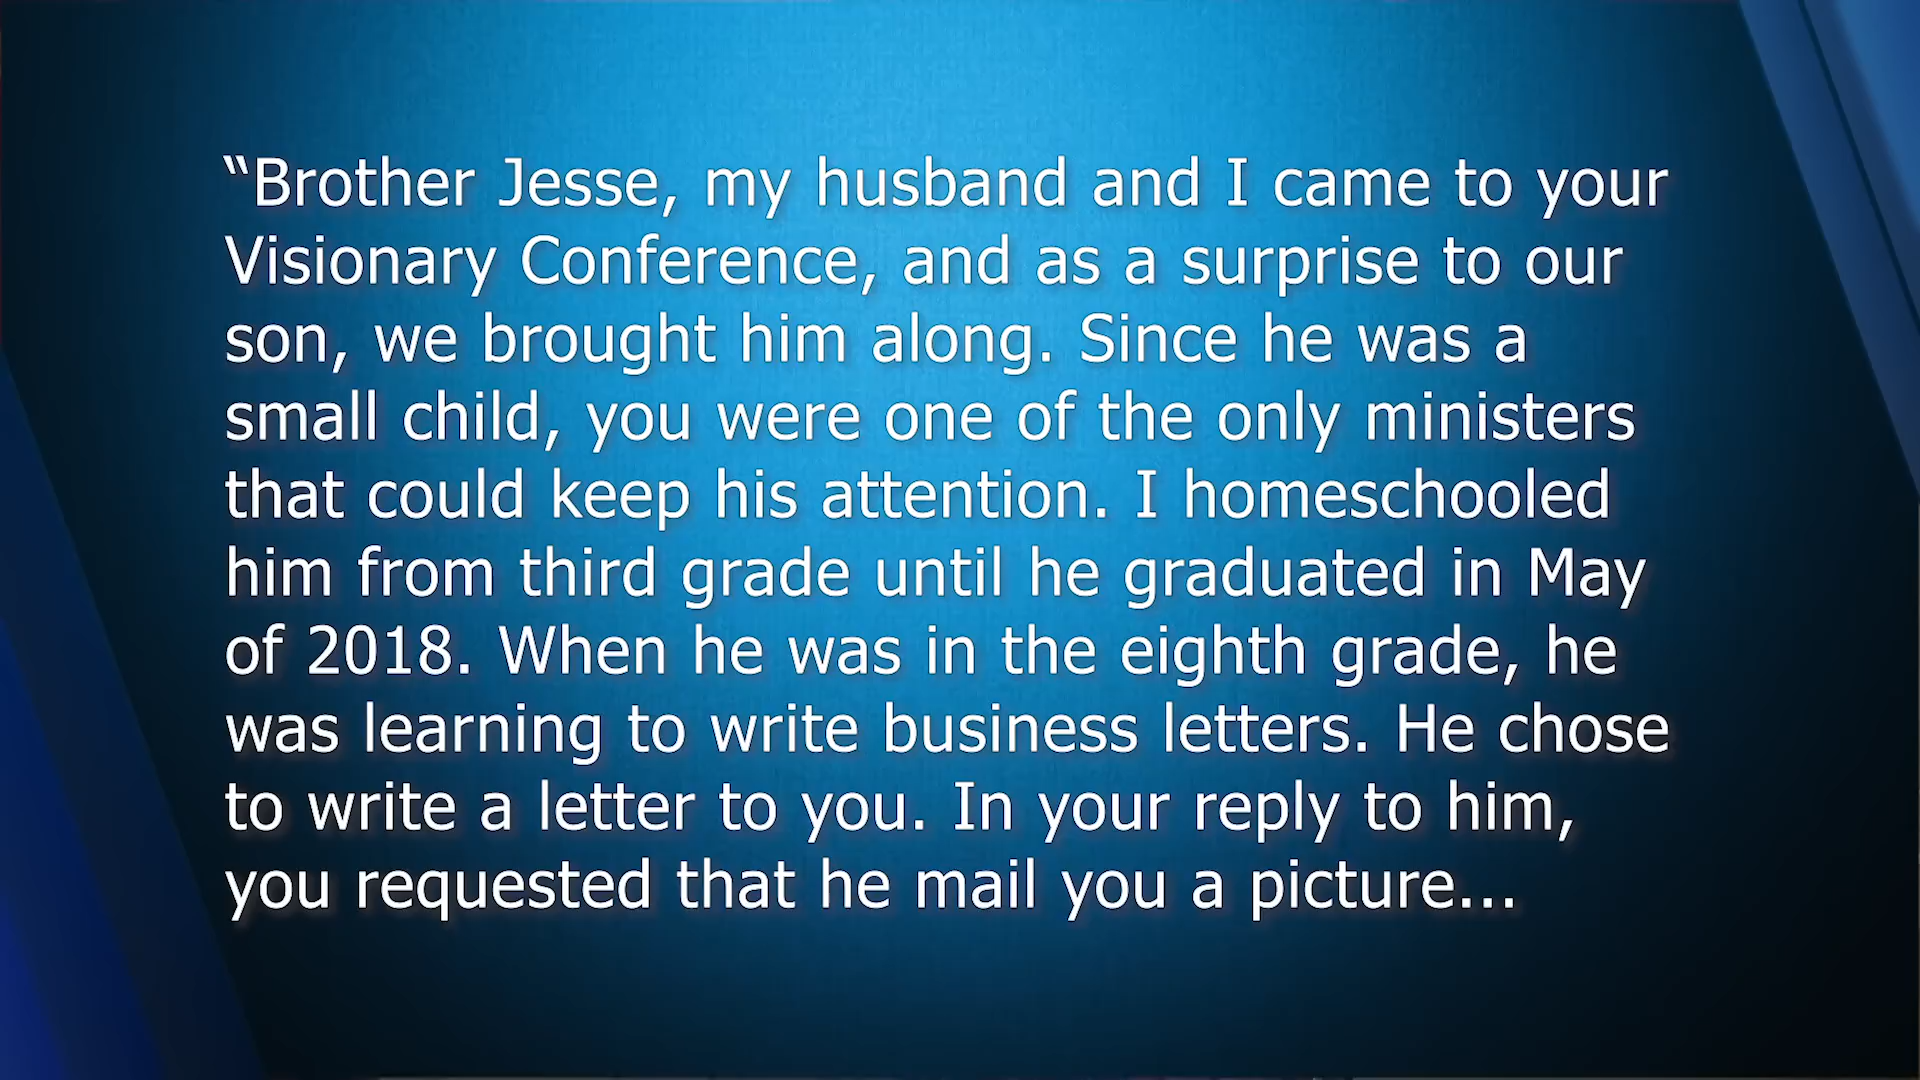 “Brother Jesse, my husband and I came to your
Visionary Conference, and as a surprise to our
son, we brought him along. Since he was a
small child, you were one of the only ministers
that could keep his attention. I homeschooled
him from third grade until he graduated in May
of 2018. When he was in the eighth grade, he
was learning to write business letters. He chose
to write a letter to you. In your reply to him,
you requested that he mail you a picture...